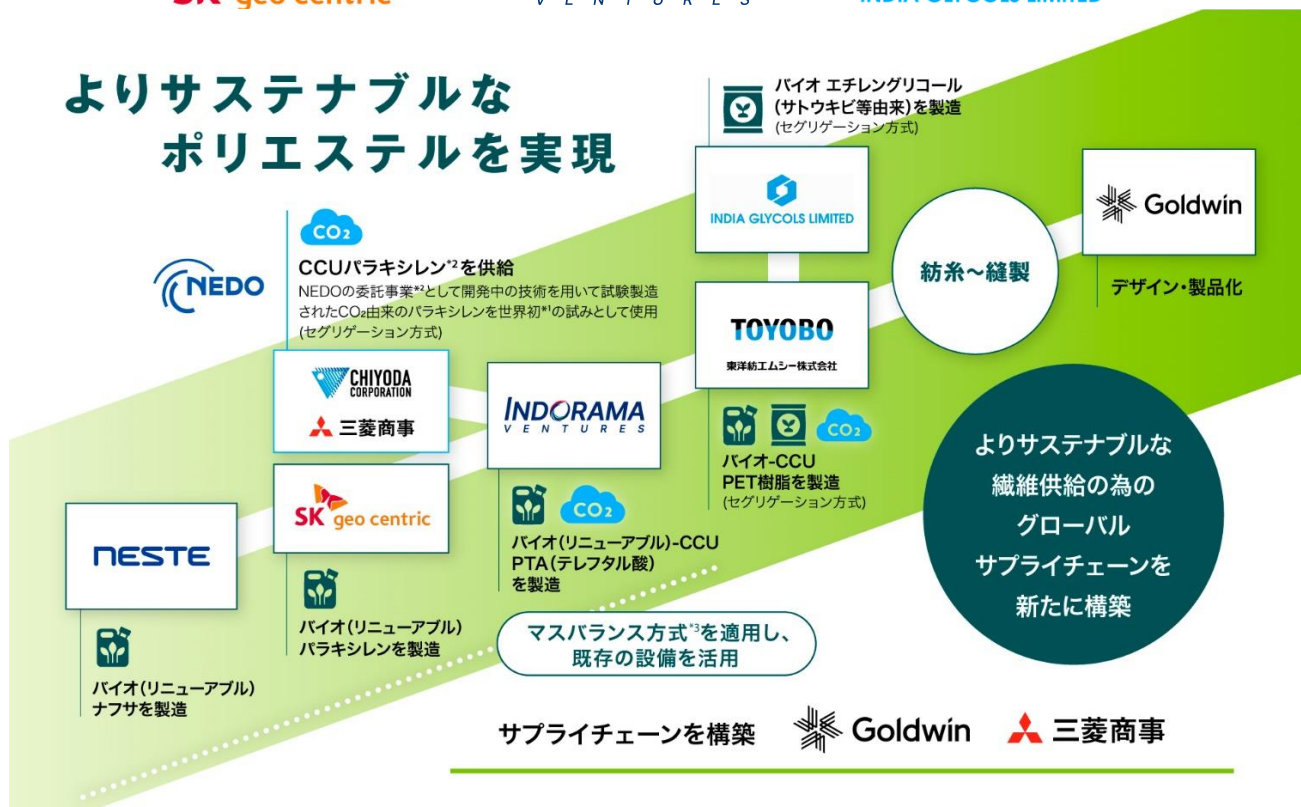 SK geo centric
VENTURES
INDIA GLYCOLS LIMITED
よりサステナブルな
ポリエステルを実現
バイオ エチレングリコール
(サトウキビ等由来)を製造
(セグリゲーション方式)
INDIA GLYCOLS LIMITED
紡糸～縫製
Goldwin
デザイン・製品化
NEDO
CO₂
CCUパラキシレン*²を供給
NEDOの委託事業*²として開発中の技術を用いて試験製造
されたCO₂由来のパラキシレンを世界初*¹の試みとして使用
(セグリゲーション方式)
CHIYODA
CORPORATION
三菱商事
INDORAMA
VENTURES
TOYOBO
東洋紡エムシー株式会社
CO₂
バイオ-CCU
PET樹脂を製造
(セグリゲーション方式)
SK geo centric
CO₂
バイオ(リニューアブル)-CCU
PTA(テレフタル酸)
を製造
NESTE
バイオ(リニューアブル)
パラキシレンを製造
バイオ(リニューアブル)
ナフサを製造
マスバランス方式*³を適用し、
既存の設備を活用
よりサステナブルな
繊維供給の為の
グローバル
サプライチェーンを
新たに構築
サプライチェーンを構築
Goldwin
三菱商事